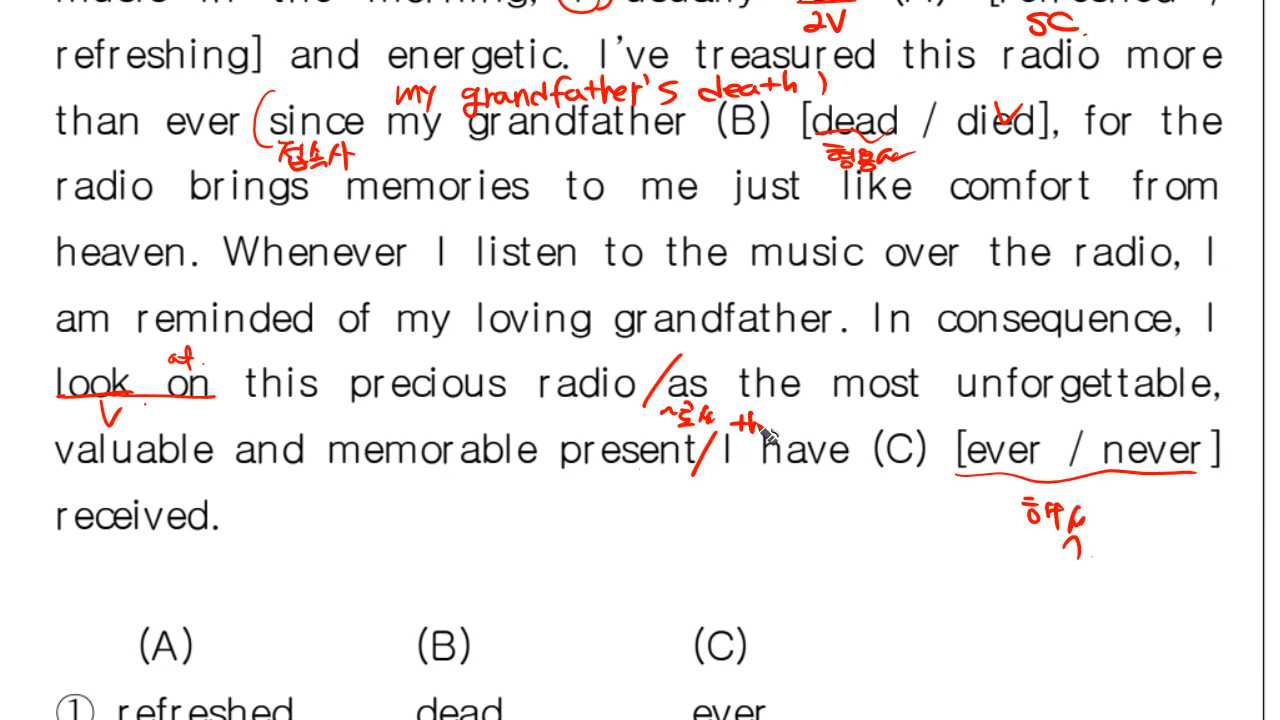 music in the morning, I usually (A) [refreshed /
2V SC.
refreshing] and energetic. I've treasured this radio more
my grandfather's death)
than ever (since my grandfather (B) [dead / died], for the
접속사 V 형용사
radio brings memories to me just like comfort from
heaven. Whenever I listen to the music over the radio, I
am reminded of my loving grandfather. In consequence, I
at
look on this precious radio / as the most unforgettable,
V ~로서 th
valuable and memorable present / I have (C) [ever / never]
부사
received.
(A) (B) (C)
① refreshed dead ever